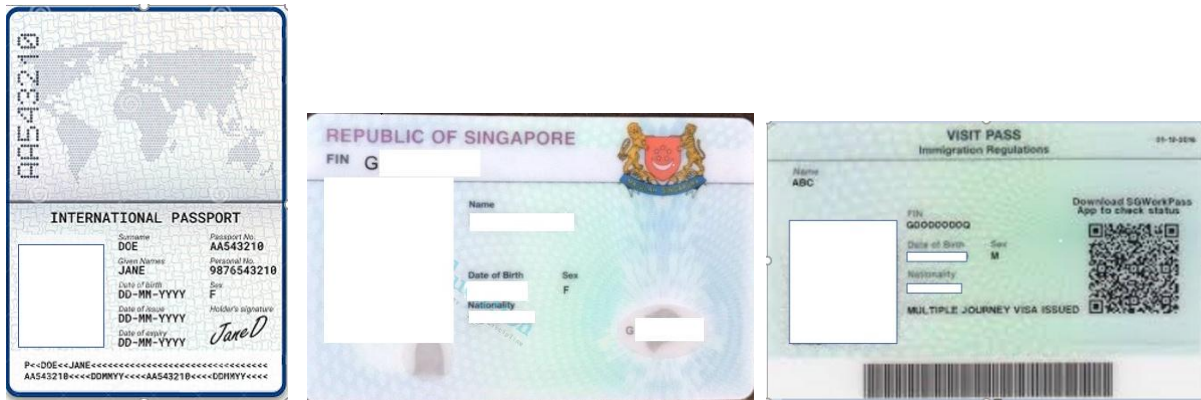 AA543210
INTERNATIONAL PASSPORT
Surname Passport No.
DOE AA543210
Given Names Personal No.
JANE 9876543210
Date of birth Sex
DD-MM-YYYY F
Date of issue Holder's signature
DD-MM-YYYY
Date of expiry JaneD
DD-MM-YYYY
P<<DOE<<JANE<<<<<<<<<<<<<<<<<<<<<<<<<<<<
AA543210<<<<DDMMYY<<<<AA543210<<<<DDMMYY<<<<
REPUBLIC OF SINGAPORE
FIN G
Name
Date of Birth Sex
F
Nationality
G
VISIT PASS
Immigration Regulations
Name
ABC
Download SGWorkPass
App to check status
FIN
Date of Birth Sex
M
Nationality
MULTIPLE JOURNEY VISA ISSUED